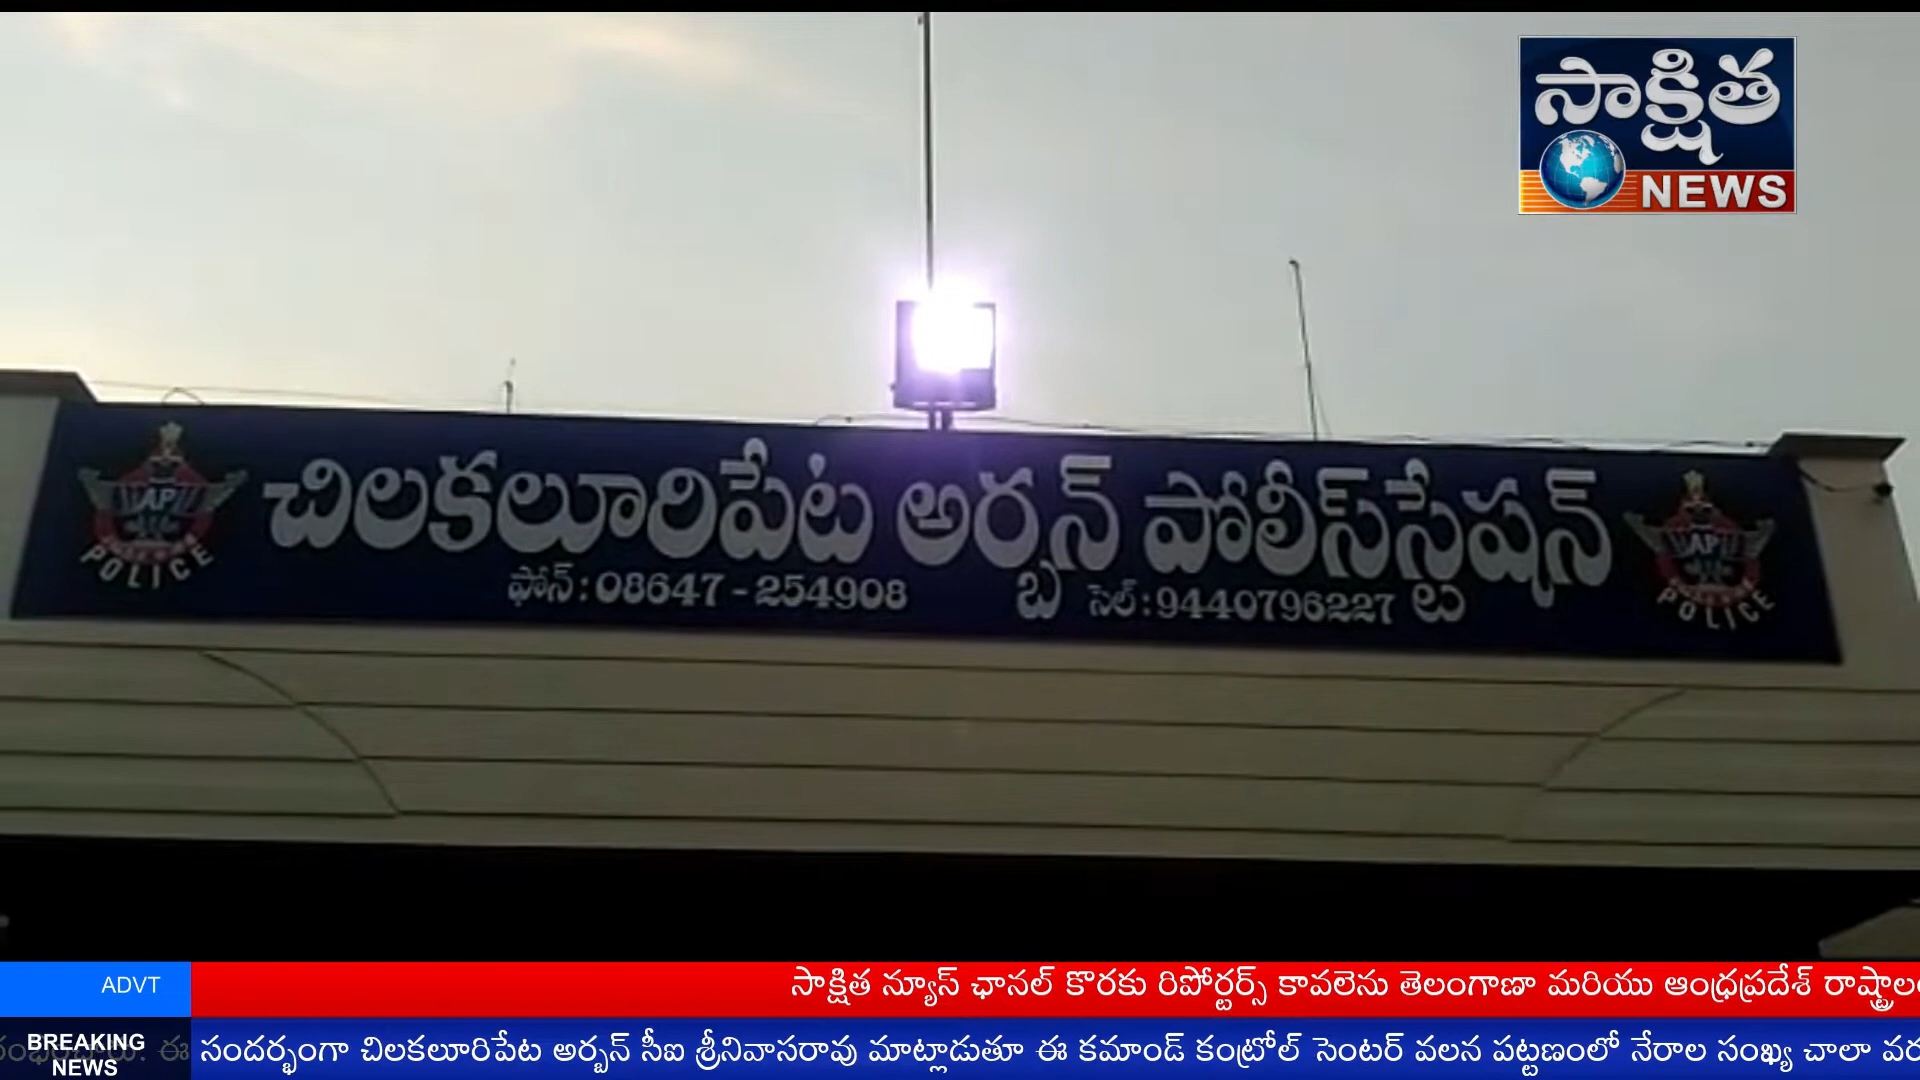 సాక్షిత
NEWS
చిలకలూరిపేట అర్బన్ పోలీస్‌స్టేషన్
ఫోన్ : 08647 - 254908 సెల్ : 9440796227
AP
POLICE
AP
POLICE
ADVT
సాక్షిత న్యూస్ ఛానల్ కొరకు రిపోర్టర్స్ కావలెను తెలంగాణా మరియు ఆంధ్రప్రదేశ్
BREAKING NEWS
ఈ సందర్భంగా చిలకలూరిపేట అర్బన్ సీఐ శ్రీనివాసరావు మాట్లాడుతూ ఈ కమాండ్ కంట్రోల్ సెంటర్ వలన పట్టణంలో నేరాల సంఖ్య చాలా